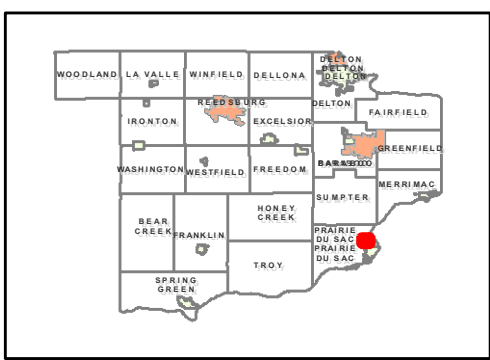 DELTON
DELTON
DELTON
WOODLAND LA VALLE WINFIELD DELLONA
REEDSBURG
DELTON
FAIRFIELD
IRONTON
EXCELSIOR
GREENFIELD
BARABOO
WASHINGTON
WESTFIELD
FREEDOM
MERRIMAC
SUMPTER
HONEY
CREEK
BEAR
CREEK
FRANKLIN
PRAIRIE
DU SAC
PRAIRIE
DU SAC
TROY
SPRING
GREEN